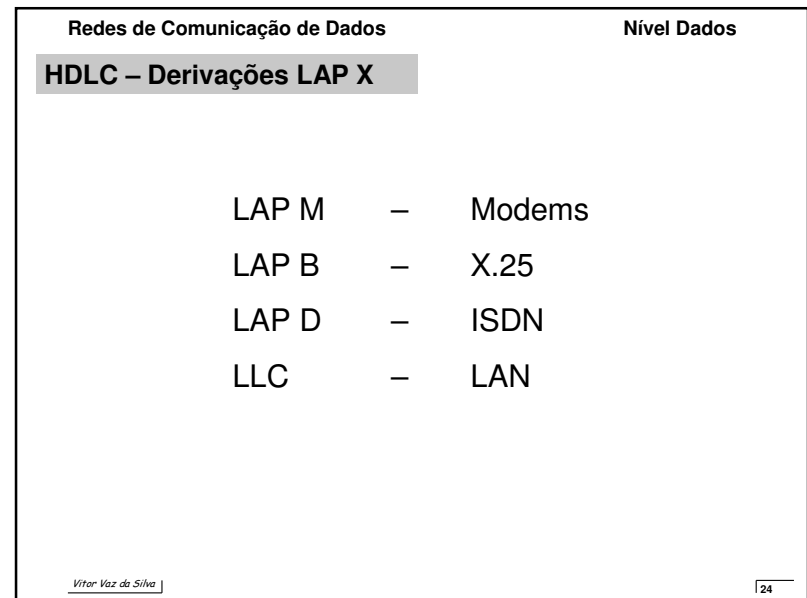 Redes de Comunicação de Dados Nível Dados
HDLC – Derivações LAP X
LAP M – Modems
LAP B – X.25
LAP D – ISDN
LLC – LAN
Vitor Vaz da Silva 24